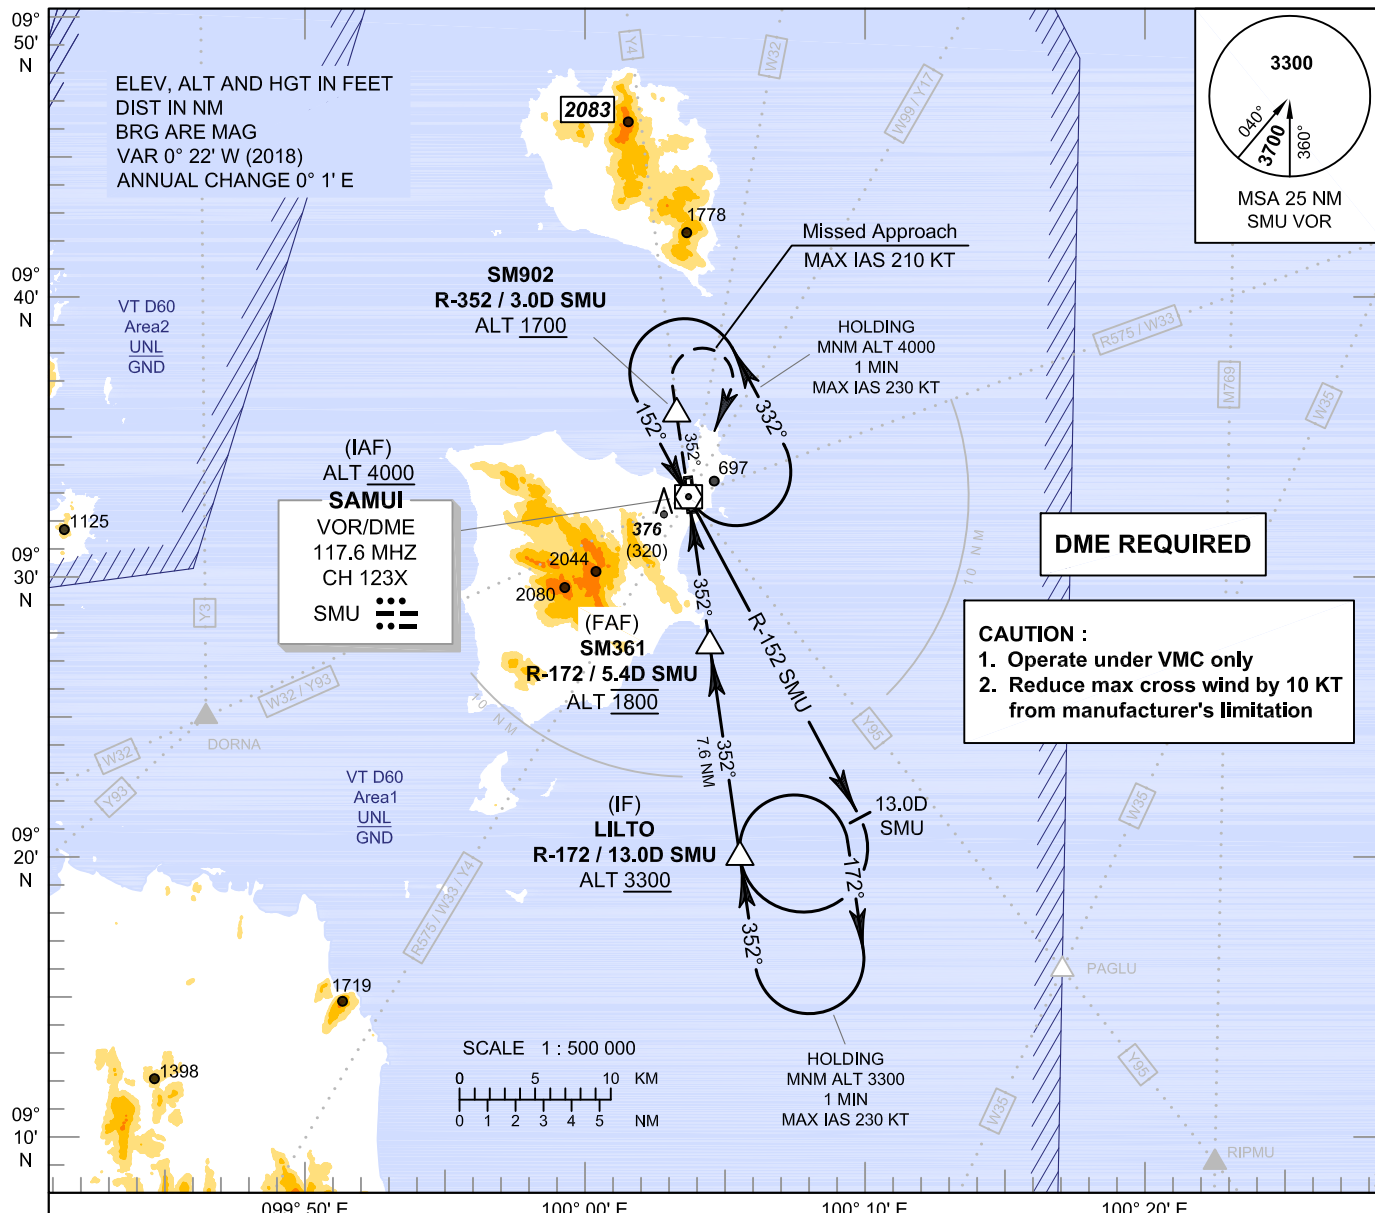 09°
50'
N
ELEV, ALT AND HGT IN FEET
DIST IN NM
BRG ARE MAG
VAR 0° 22' W (2018)
ANNUAL CHANGE 0° 1' E
Y4
W32
W99 / Y17
2083
1778
3300
040°
3700
360°
MSA 25 NM
SMU VOR
Missed Approach
MAX IAS 210 KT
09°
40'
N
SM902
R-352 / 3.0D SMU
ALT 1700
VT D60
Area2
UNL
GND
HOLDING
MNM ALT 4000
1 MIN
MAX IAS 230 KT
R575 / W33
M769
W35
152°
352°
332°
697
(IAF)
ALT 4000
SAMUI
VOR/DME
117.6 MHZ
CH 123X
SMU
1125
376
(320)
2044
2080
10 NM
DME REQUIRED
09°
30'
N
Y3
352°
R-152 SMU
(FAF)
SM361
R-172 / 5.4D SMU
ALT 1800
CAUTION :
1. Operate under VMC only
2. Reduce max cross wind by 10 KT
from manufacturer's limitation
W32 / Y93
10 NM
DORNA
W32
Y93
Y95
352°
7.6 NM
VT D60
Area1
UNL
GND
(IF)
LILTO
R-172 / 13.0D SMU
ALT 3300
13.0D
SMU
W35
09°
20'
N
172°
352°
R575 / W33 / Y4
PAGLU
1719
SCALE 1 : 500 000
0 5 10 KM
0 1 2 3 4 5 NM
HOLDING
MNM ALT 3300
1 MIN
MAX IAS 230 KT
Y95
W35
1398
09°
10'
N
RIPMU
099° 50' E
100° 00' E
100° 10' E
100° 20' E